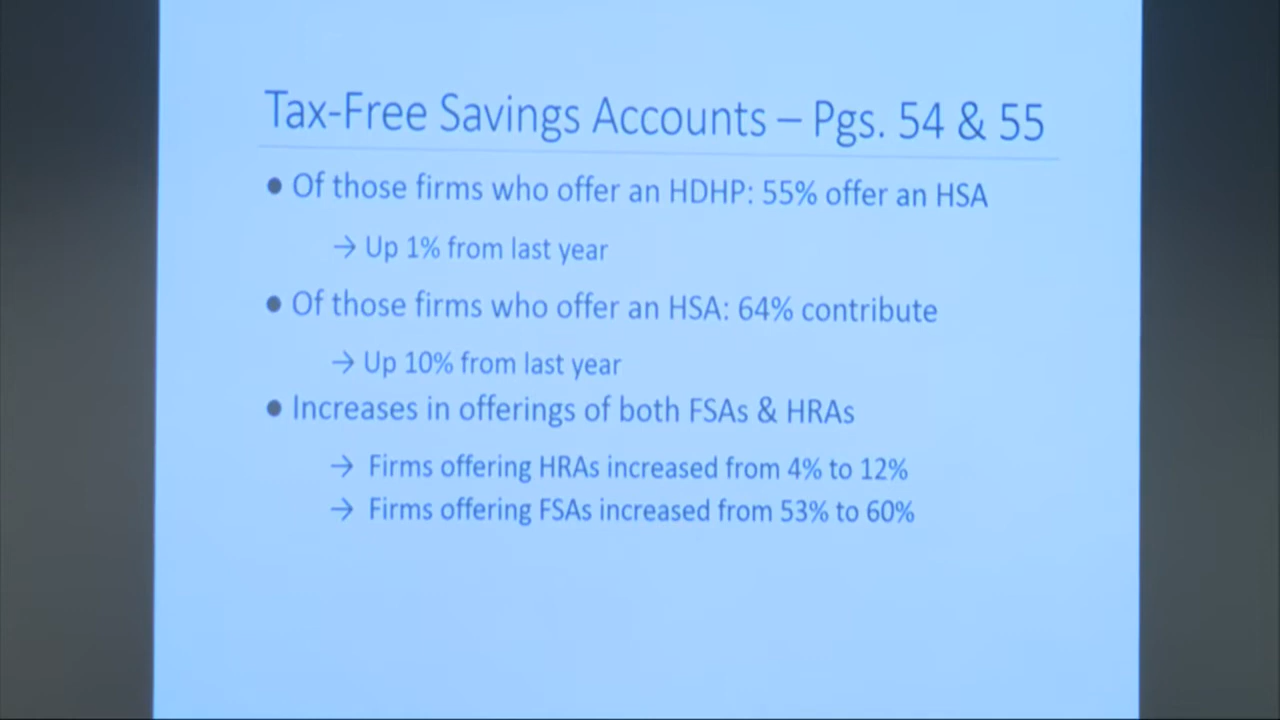 Tax-Free Savings Accounts – Pgs. 54 & 55
● Of those firms who offer an HDHP: 55% offer an HSA
→ Up 1% from last year
● Of those firms who offer an HSA: 64% contribute
→ Up 10% from last year
● Increases in offerings of both FSAs & HRAs
→ Firms offering HRAs increased from 4% to 12%
→ Firms offering FSAs increased from 53% to 60%